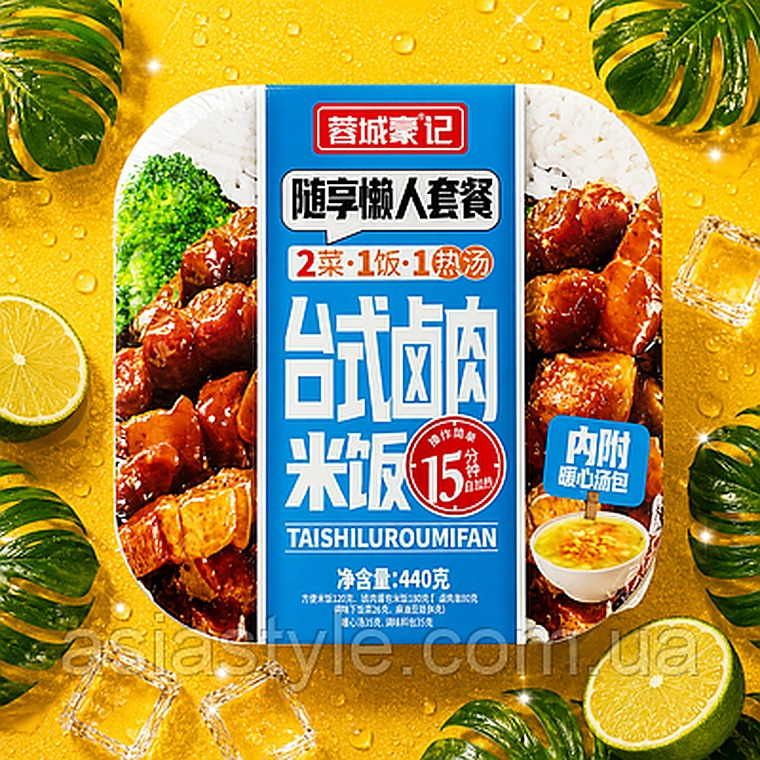 蓉城豪记
随享懒人套餐
2菜·1饭·1热汤
台式卤肉
米饭
操作简单
15分钟
自加热
TAISHILUROUMIFAN
内附
暖心汤包
净含量:440克
asiastyle.com.ua